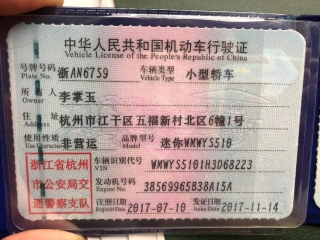 中华人民共和国机动车行驶证
Vehicle License of the People's Republic of China
号牌号码 浙AN67S9 车辆类型 小型轿车
Plate No. Vehicle Type
所有人 李掌玉
Owner
住址 杭州市江干区五福新村北区6幢1号
Address
使用性质 非营运 品牌型号 迷你WMWYS510
Use Character
浙江省杭州
市公安局交
通警察支队
车辆识别代号 WMWYS5101H3D68223
VIN
发动机号码 38569965B38A15A
Engine No.
注册日期 2017-07-10 发证日期 2017-11-14
Register Date Issue Date